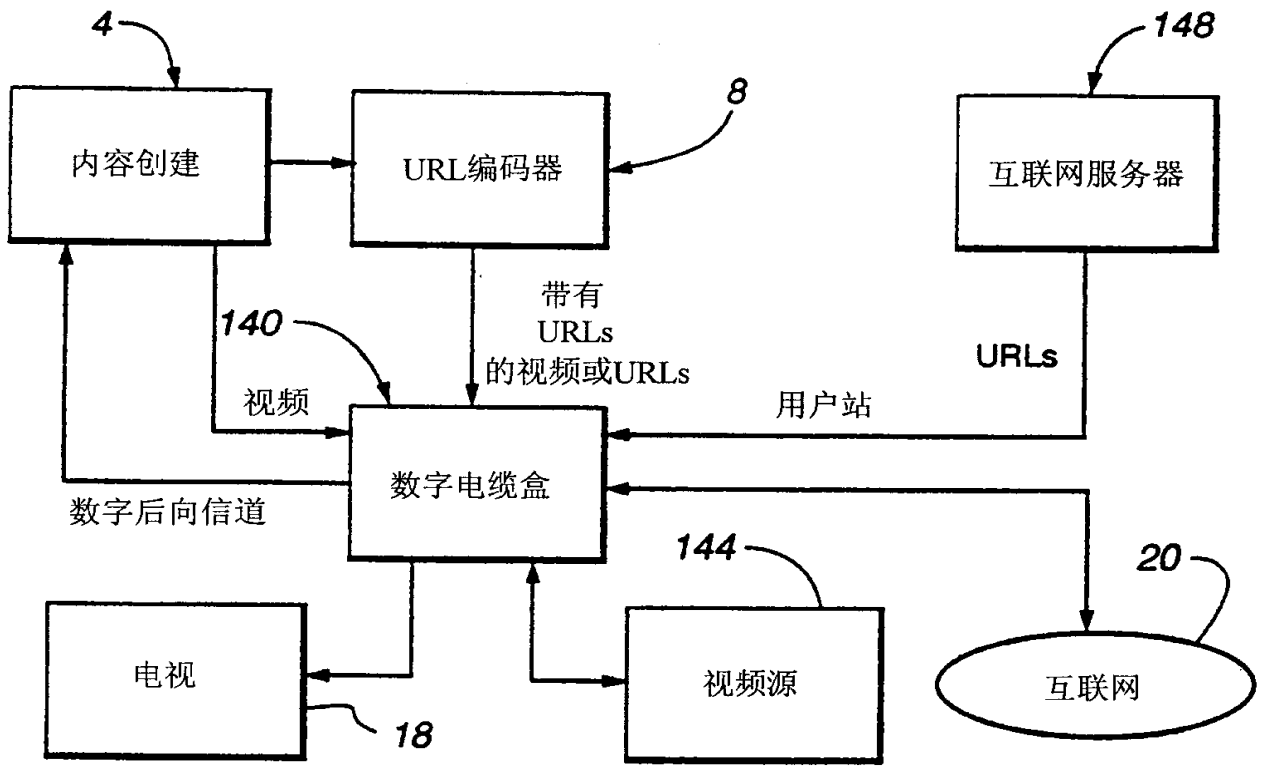 4
148
8
内容创建
URL编码器
互联网服务器
带有
URLs
的视频或URLs
140
URLs
视频
用户站
数字电缆盒
数字后向信道
144
20
电视
视频源
互联网
18